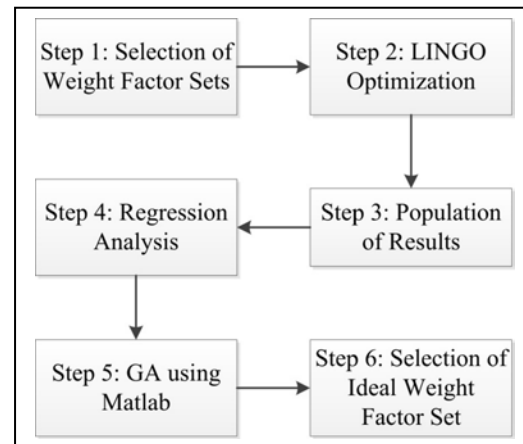 Step 1: Selection of
Weight Factor Sets
Step 2: LINGO
Optimization
Step 3: Population
of Results
Step 4: Regression
Analysis
Step 5: GA using
Matlab
Step 6: Selection of
Ideal Weight
Factor Set